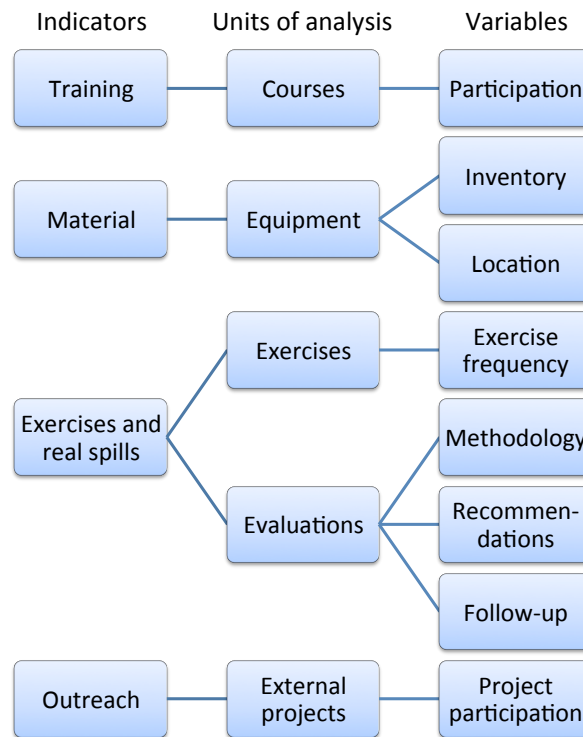 Indicators Units of analysis Variables
Training Courses Participation
Inventory
Material Equipment
Location
Exercises Exercise
frequency
Exercises and
real spills
Methodology
Evaluations Recommen-
dations
Follow-up
Outreach External
projects
Project
participation